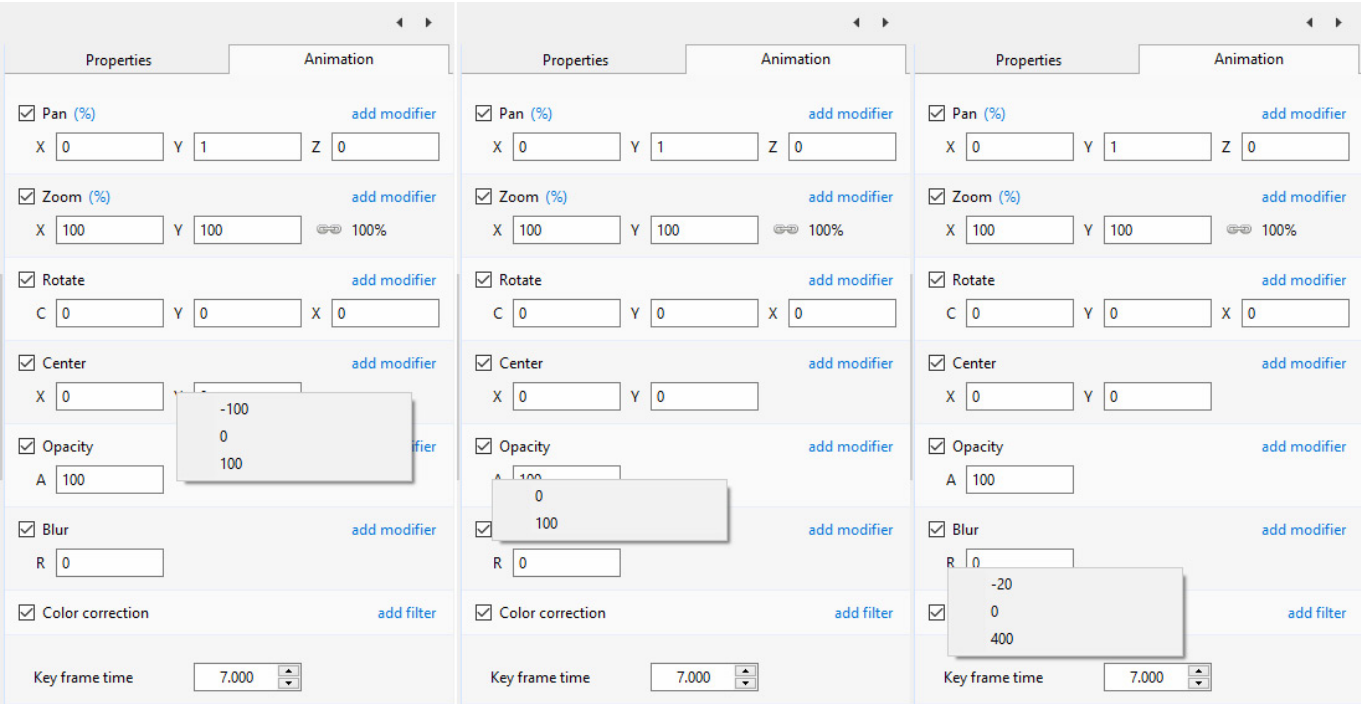 Properties Animation
Pan (%) add modifier
X 0 Y 1 Z 0
Zoom (%) add modifier
X 100 Y 100 100%
Rotate add modifier
C 0 Y 0 X 0
Center add modifier
X 0
-100
0
100
Opacity
A 100
Blur add modifier
R 0
Color correction add filter
Key frame time 7.000
Properties Animation
Pan (%) add modifier
X 0 Y 1 Z 0
Zoom (%) add modifier
X 100 Y 100 100%
Rotate add modifier
C 0 Y 0 X 0
Center add modifier
X 0 Y 0
Opacity add modifier
A 100
0
100
add modifier
R 0
Color correction add filter
Key frame time 7.000
Properties Animation
Pan (%) add modifier
X 0 Y 1 Z 0
Zoom (%) add modifier
X 100 Y 100 100%
Rotate add modifier
C 0 Y 0 X 0
Center add modifier
X 0 Y 0
Opacity add modifier
A 100
Blur add modifier
R 0
-20
0
400
add filter
Key frame time 7.000